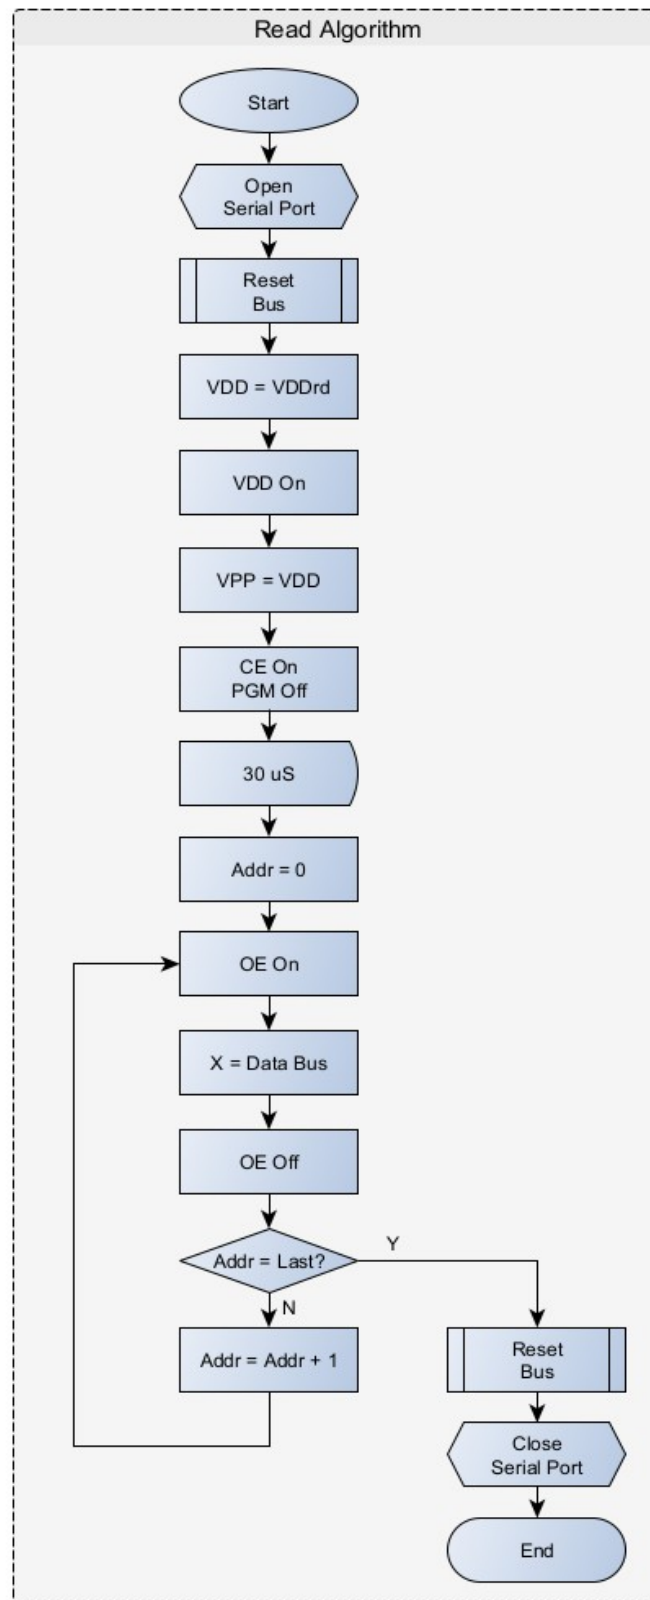 Read Algorithm
Start
Open
Serial Port
Reset
Bus
VDD = VDDrd
VDD On
VPP = VDD
CE On
PGM Off
30 uS
Addr = 0
OE On
X = Data Bus
OE Off
Addr = Last?
Y
N
Addr = Addr + 1
Reset
Bus
Close
Serial Port
End